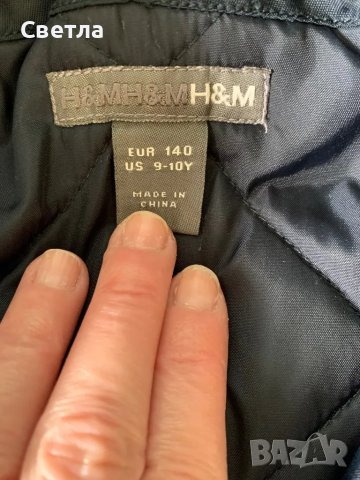 Светла
H&MH&MH&M
EUR 140
US 9-10Y
MADE IN
CHINA
BAZAR